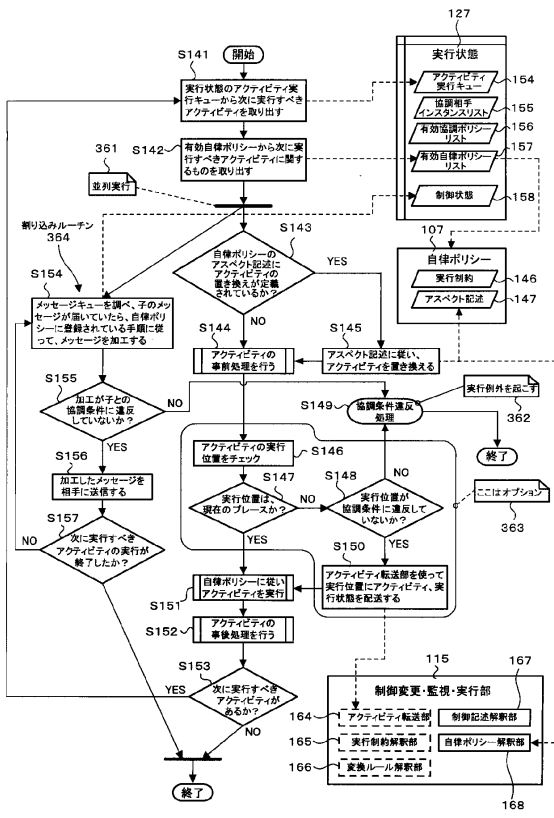 127
実行状態
アクティビティ
実行キュー
154
協調相手
インスタンスリスト
155
有効協調ポリシー
リスト
156
有効自律ポリシー
リスト
157
制御状態
158
107
自律ポリシー
実行制約
146
アスペクト記述
147
開始
S141
実行状態のアクティビティ実
行キューから次に実行すべき
アクティビティを取り出す
S142
有効自律ポリシーから次に実
行すべきアクティビティに関す
るものを取り出す
361
並列実行
割り込みルーチン
364
S143
自律ポリシーの
アスペクト記述に
アクティビティの
置き換えが定義
されているか?
YES
NO
S154
メッセージキューを調べ、子のメッ
セージが届いていたら、自律ポリ
シーに登録されている手順に従
って、メッセージを加工する
S144
アクティビティの
事前処理を行う
S145
アスペクト記述に従い、
アクティビティを置き換える
S155
加工が子との
協調条件に違反
していないか?
NO
YES
S149
協調条件違反
処理
実行例外を起こす
362
終了
S156
加工したメッセージを
相手に送信する
アクティビティの実行
位置をチェック
S146
S147
実行位置は、
現在のプレースか?
NO
YES
S148
実行位置が
協調条件に違反して
いないか?
NO
YES
ここはオプション
363
S157
次に実行すべき
アクティビティの実行が
終了したか?
NO
YES
S150
アクティビティ転送部を使って
実行位置にアクティビティ、実
行状態を配送する
S151
自律ポリシーに従い
アクティビティを実行
S152
アクティビティの
事後処理を行う
S153
次に実行すべき
アクティビティが
あるか?
YES
NO
終了
115
制御変更・監視・実行部
164
アクティビティ転送部
167
制御記述解釈部
165
実行制約解釈部
自律ポリシー解釈部
168
166
変換ルール解釈部